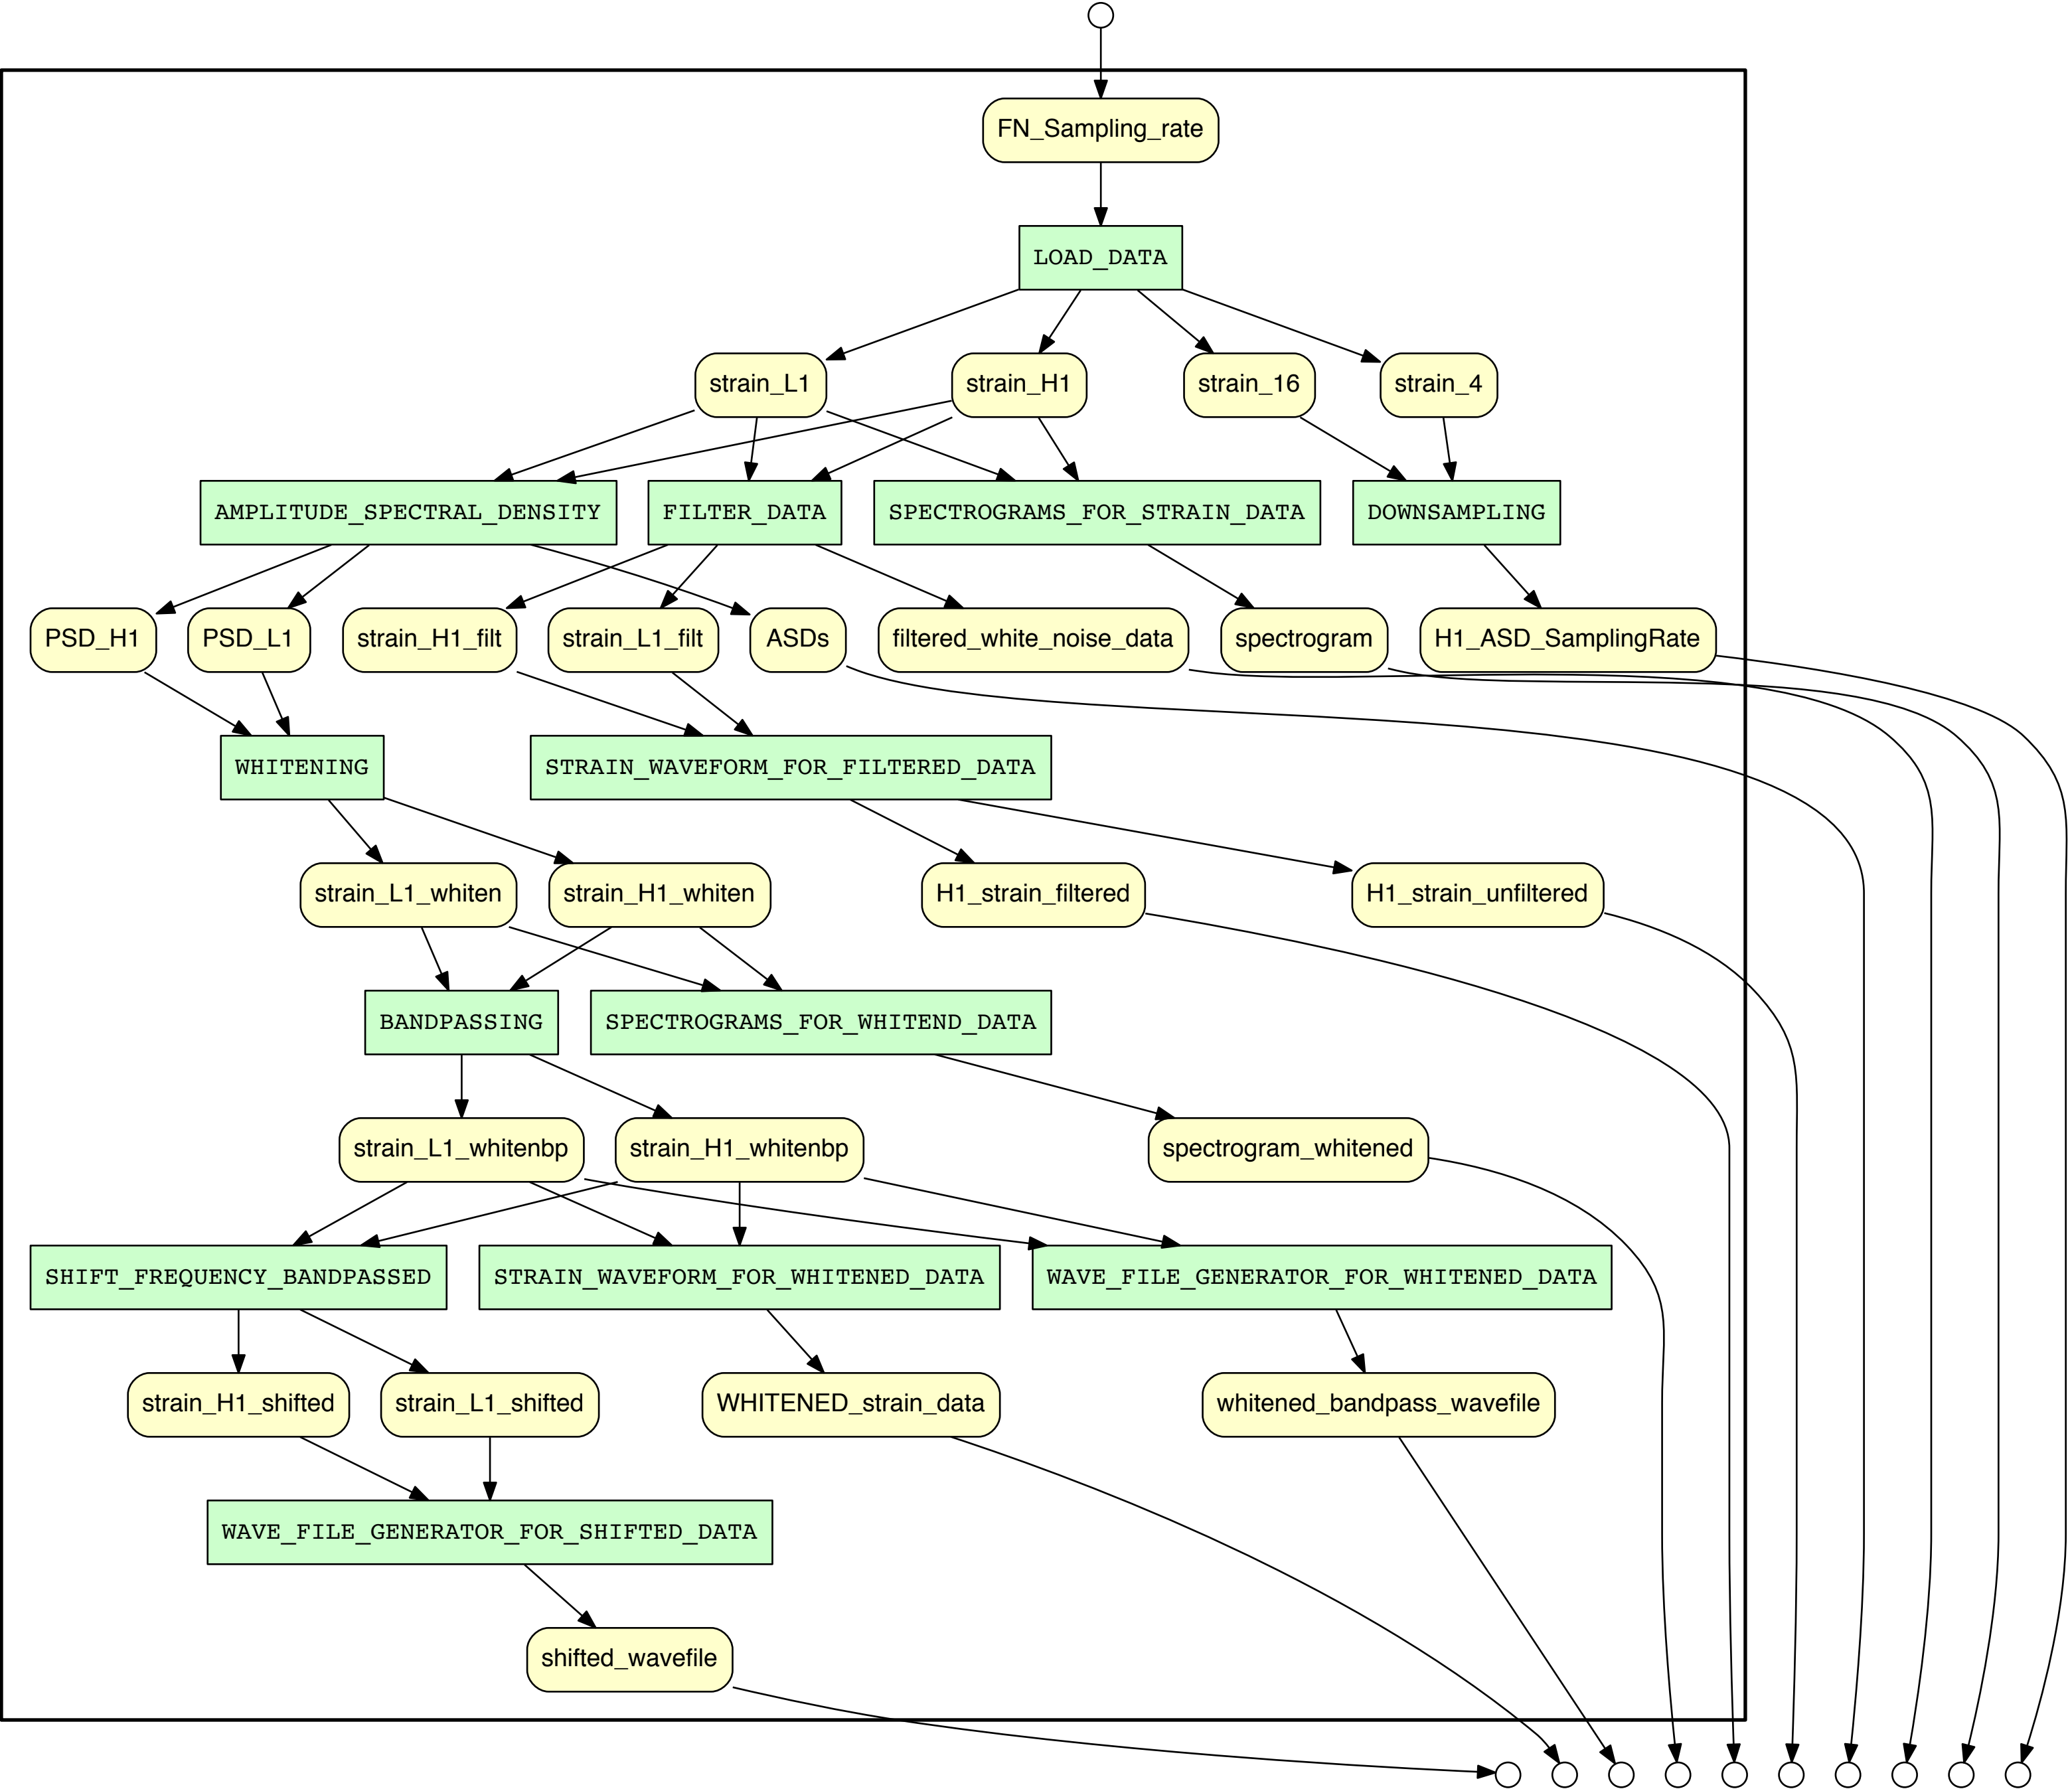 FN_Sampling_rate
LOAD_DATA
strain_L1
strain_H1
strain_16
strain_4
AMPLITUDE_SPECTRAL_DENSITY
FILTER_DATA
SPECTROGRAMS_FOR_STRAIN_DATA
DOWNSAMPLING
PSD_H1
PSD_L1
strain_H1_filt
strain_L1_filt
ASDs
filtered_white_noise_data
spectrogram
H1_ASD_SamplingRate
WHITENING
STRAIN_WAVEFORM_FOR_FILTERED_DATA
strain_L1_whiten
strain_H1_whiten
H1_strain_filtered
H1_strain_unfiltered
BANDPASSING
SPECTROGRAMS_FOR_WHITEND_DATA
strain_L1_whitenbp
strain_H1_whitenbp
spectrogram_whitened
SHIFT_FREQUENCY_BANDPASSED
STRAIN_WAVEFORM_FOR_WHITENED_DATA
WAVE_FILE_GENERATOR_FOR_WHITENED_DATA
strain_H1_shifted
strain_L1_shifted
WHITENED_strain_data
whitened_bandpass_wavefile
WAVE_FILE_GENERATOR_FOR_SHIFTED_DATA
shifted_wavefile